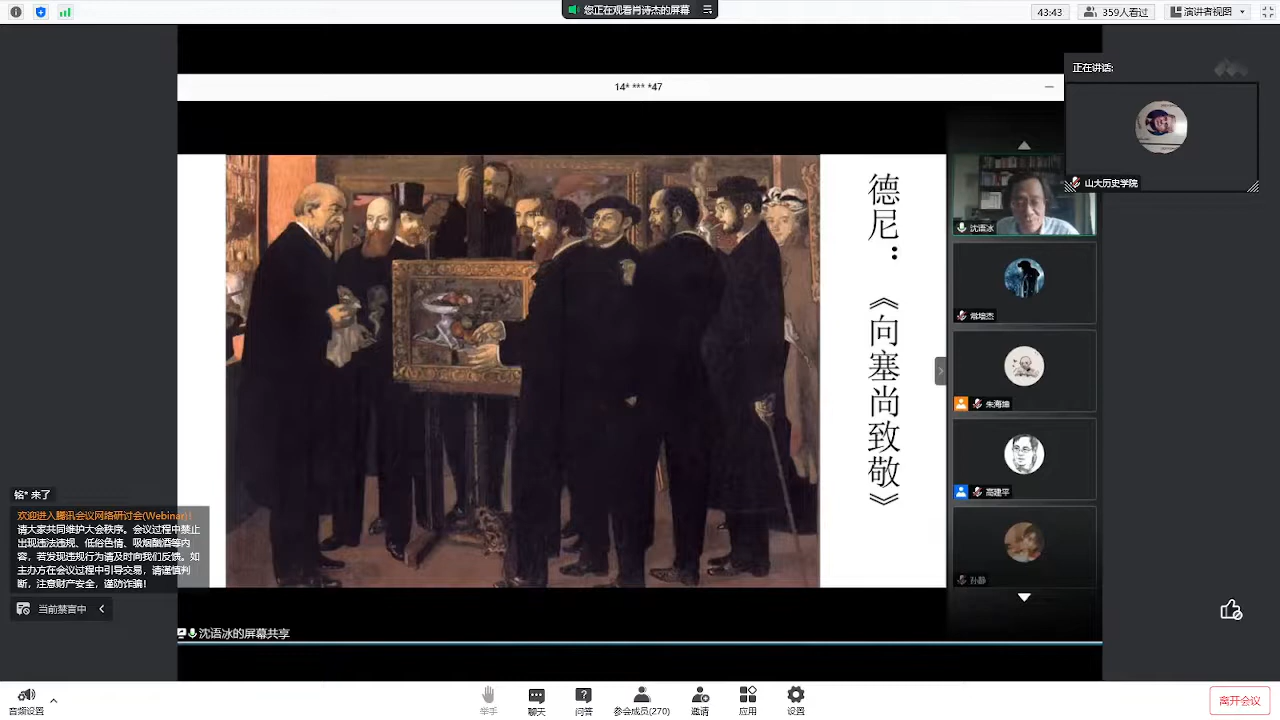 您正在观看肖诗杰的屏幕
43:43
359人看过
演讲者视图
14* *** *47
正在讲话:
山大历史学院
沈语冰
常培杰
高建平
孙静
德尼：《向塞尚致敬》
铭* 来了
欢迎进入腾讯会议网络研讨会(Webinar)！
请大家共同维护大会秩序。会议过程中禁止
出现违法违规、低俗色情、吸烟酗酒等内
容，若发现违规行为请及时向我们反馈。如
主办方在会议过程中引导交易，请谨慎判
断，注意财产安全，谨防诈骗！
当前禁言中
沈语冰的屏幕共享
音频设置
举手
聊天
问答
参会成员(270)
邀请
应用
设置
离开会议